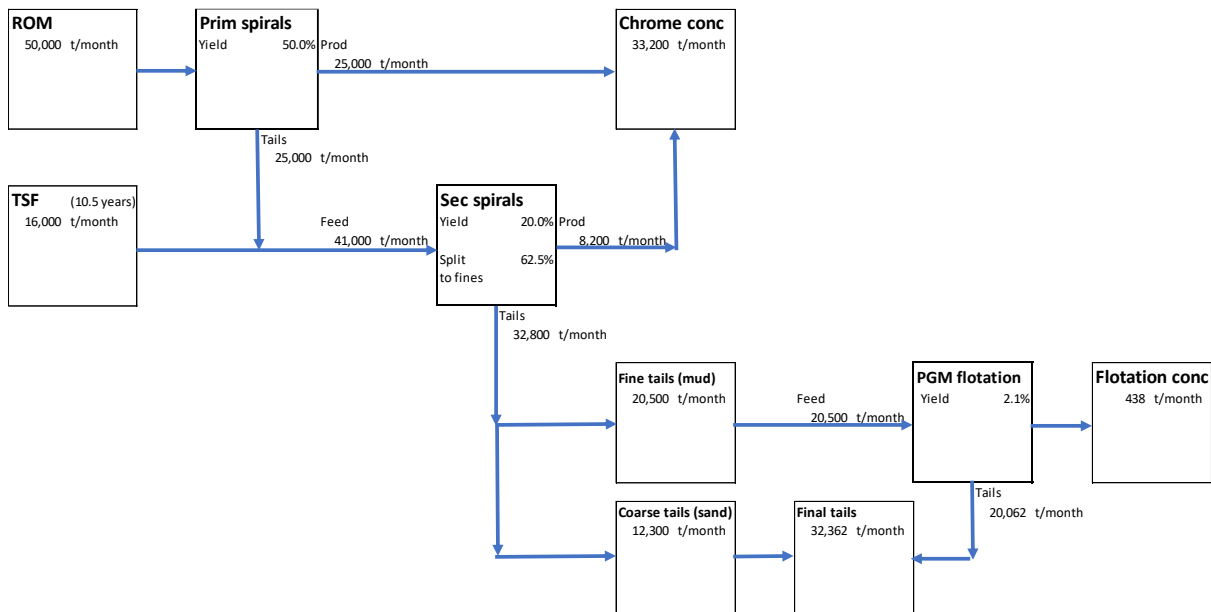 ROM
50,000 t/month
Prim spirals
Yield 50.0%
Prod
25,000 t/month
Chrome conc
33,200 t/month
Tails
25,000 t/month
TSF (10.5 years)
16,000 t/month
Feed
41,000 t/month
Sec spirals
Yield 20.0%
Split 62.5%
to fines
Prod
8,200 t/month
Tails
32,800 t/month
Fine tails (mud)
20,500 t/month
Feed
20,500 t/month
PGM flotation
Yield 2.1%
Flotation conc
438 t/month
Tails
20,062 t/month
Coarse tails (sand)
12,300 t/month
Final tails
32,362 t/month